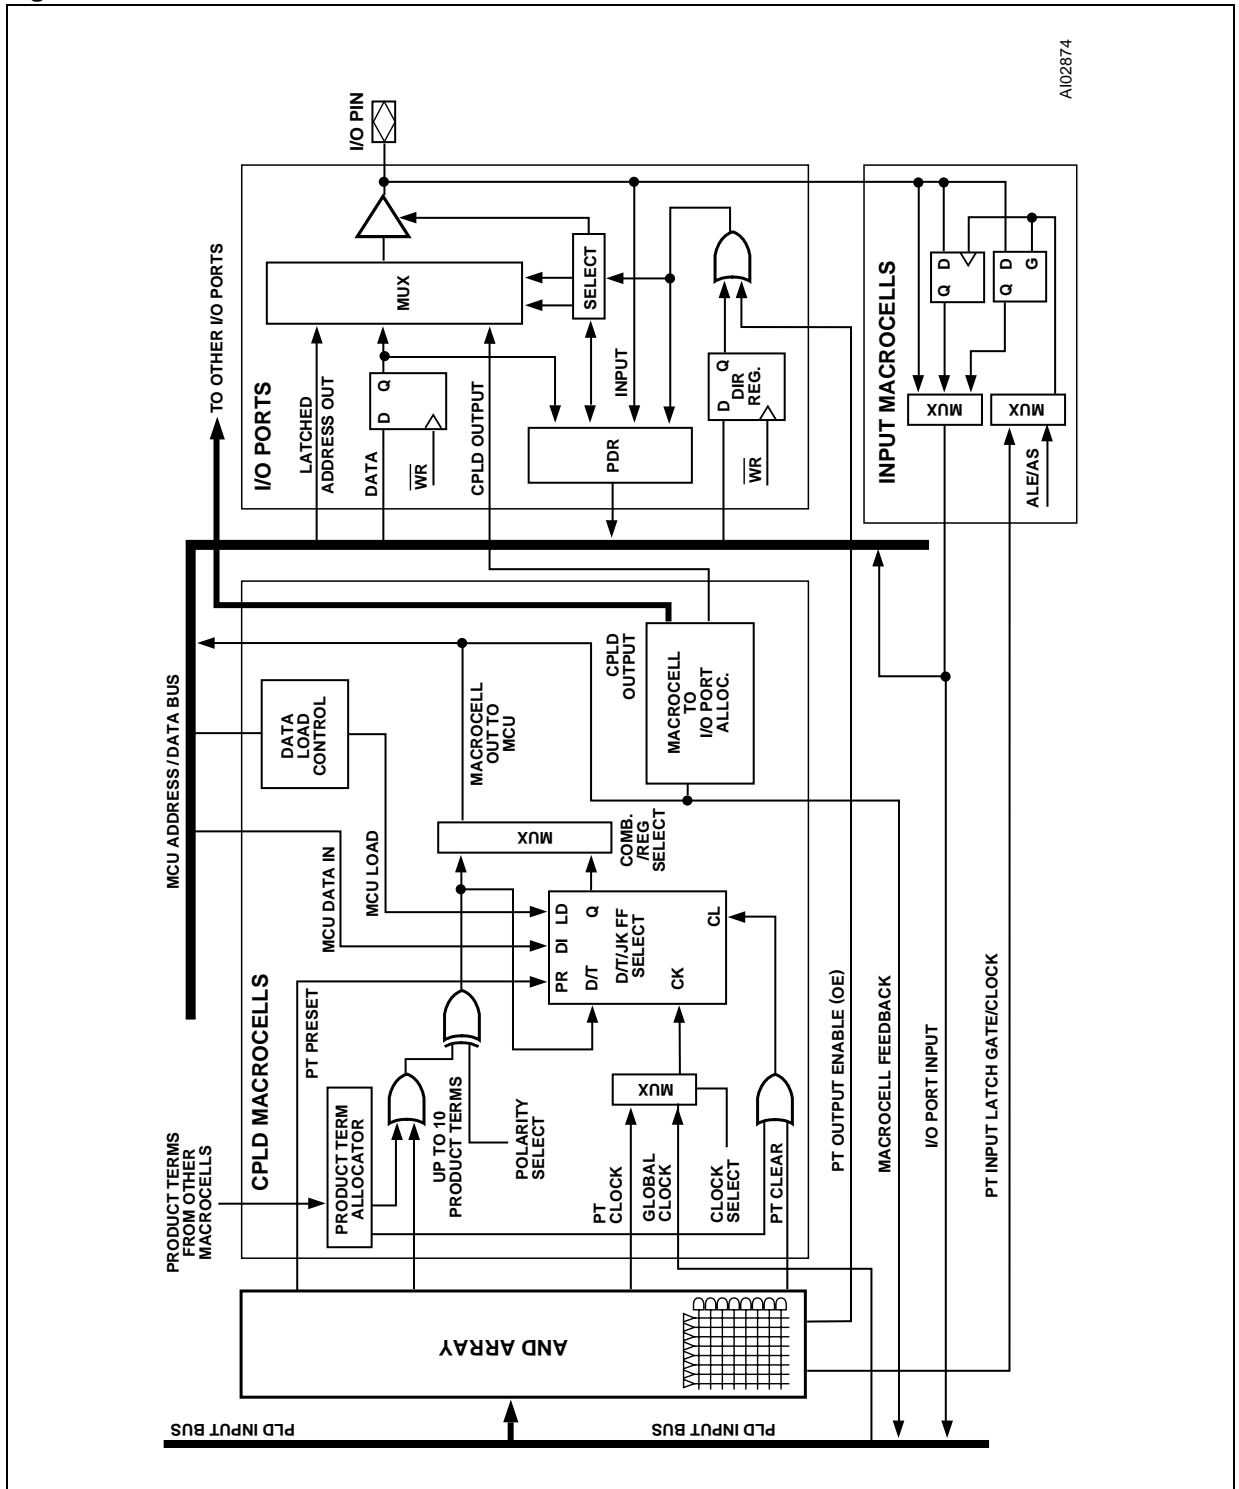 AI02874
PRODUCT TERMS
FROM OTHER
MACROCELLS
MCU ADDRESS / DATA BUS
TO OTHER I/O PORTS
CPLD MACROCELLS
I/O PORTS
PLD INPUT BUS
PLD INPUT BUS
AND ARRAY
PRODUCT TERM
ALLOCATOR
PT PRESET
MCU DATA IN
MCU LOAD
DATA
LOAD
CONTROL
UP TO 10
PRODUCT TERMS
POLARITY
SELECT
MACROCELL
OUT TO
MCU
MUX
COMB.
/REG
SELECT
PR DI LD
D/T Q
D/T/JK FF
SELECT
CK
CL
PT
CLOCK
GLOBAL
CLOCK
MUX
CLOCK
SELECT
PT CLEAR
CPLD
OUTPUT
MACROCELL
TO
I/O PORT
ALLOC.
LATCHED
ADDRESS OUT
DATA
D Q
WR
CPLD OUTPUT
MUX
SELECT
I/O PIN
INPUT
PDR
D Q
DIR
REG.
WR
INPUT MACROCELLS
MUX
Q D
Q D
G
MUX
ALE/AS
PT OUTPUT ENABLE (OE)
MACROCELL FEEDBACK
I/O PORT INPUT
PT INPUT LATCH GATE/CLOCK